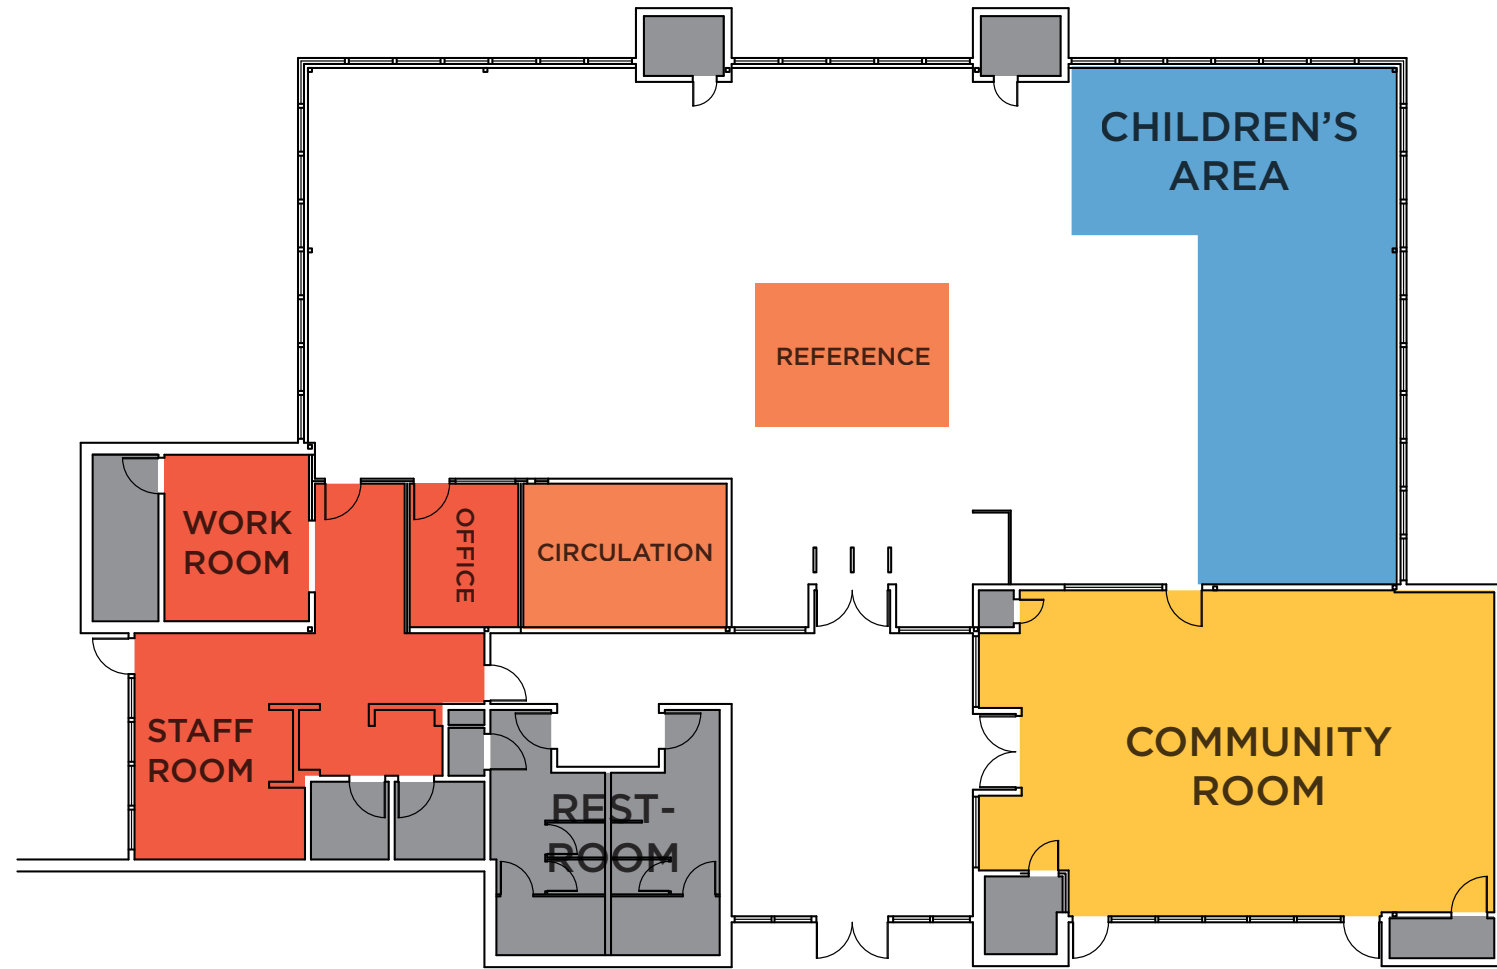 CHILDREN’S
AREA
REFERENCE
WORK
ROOM
OFFICE
CIRCULATION
STAFF
ROOM
REST-
ROOM
COMMUNITY
ROOM